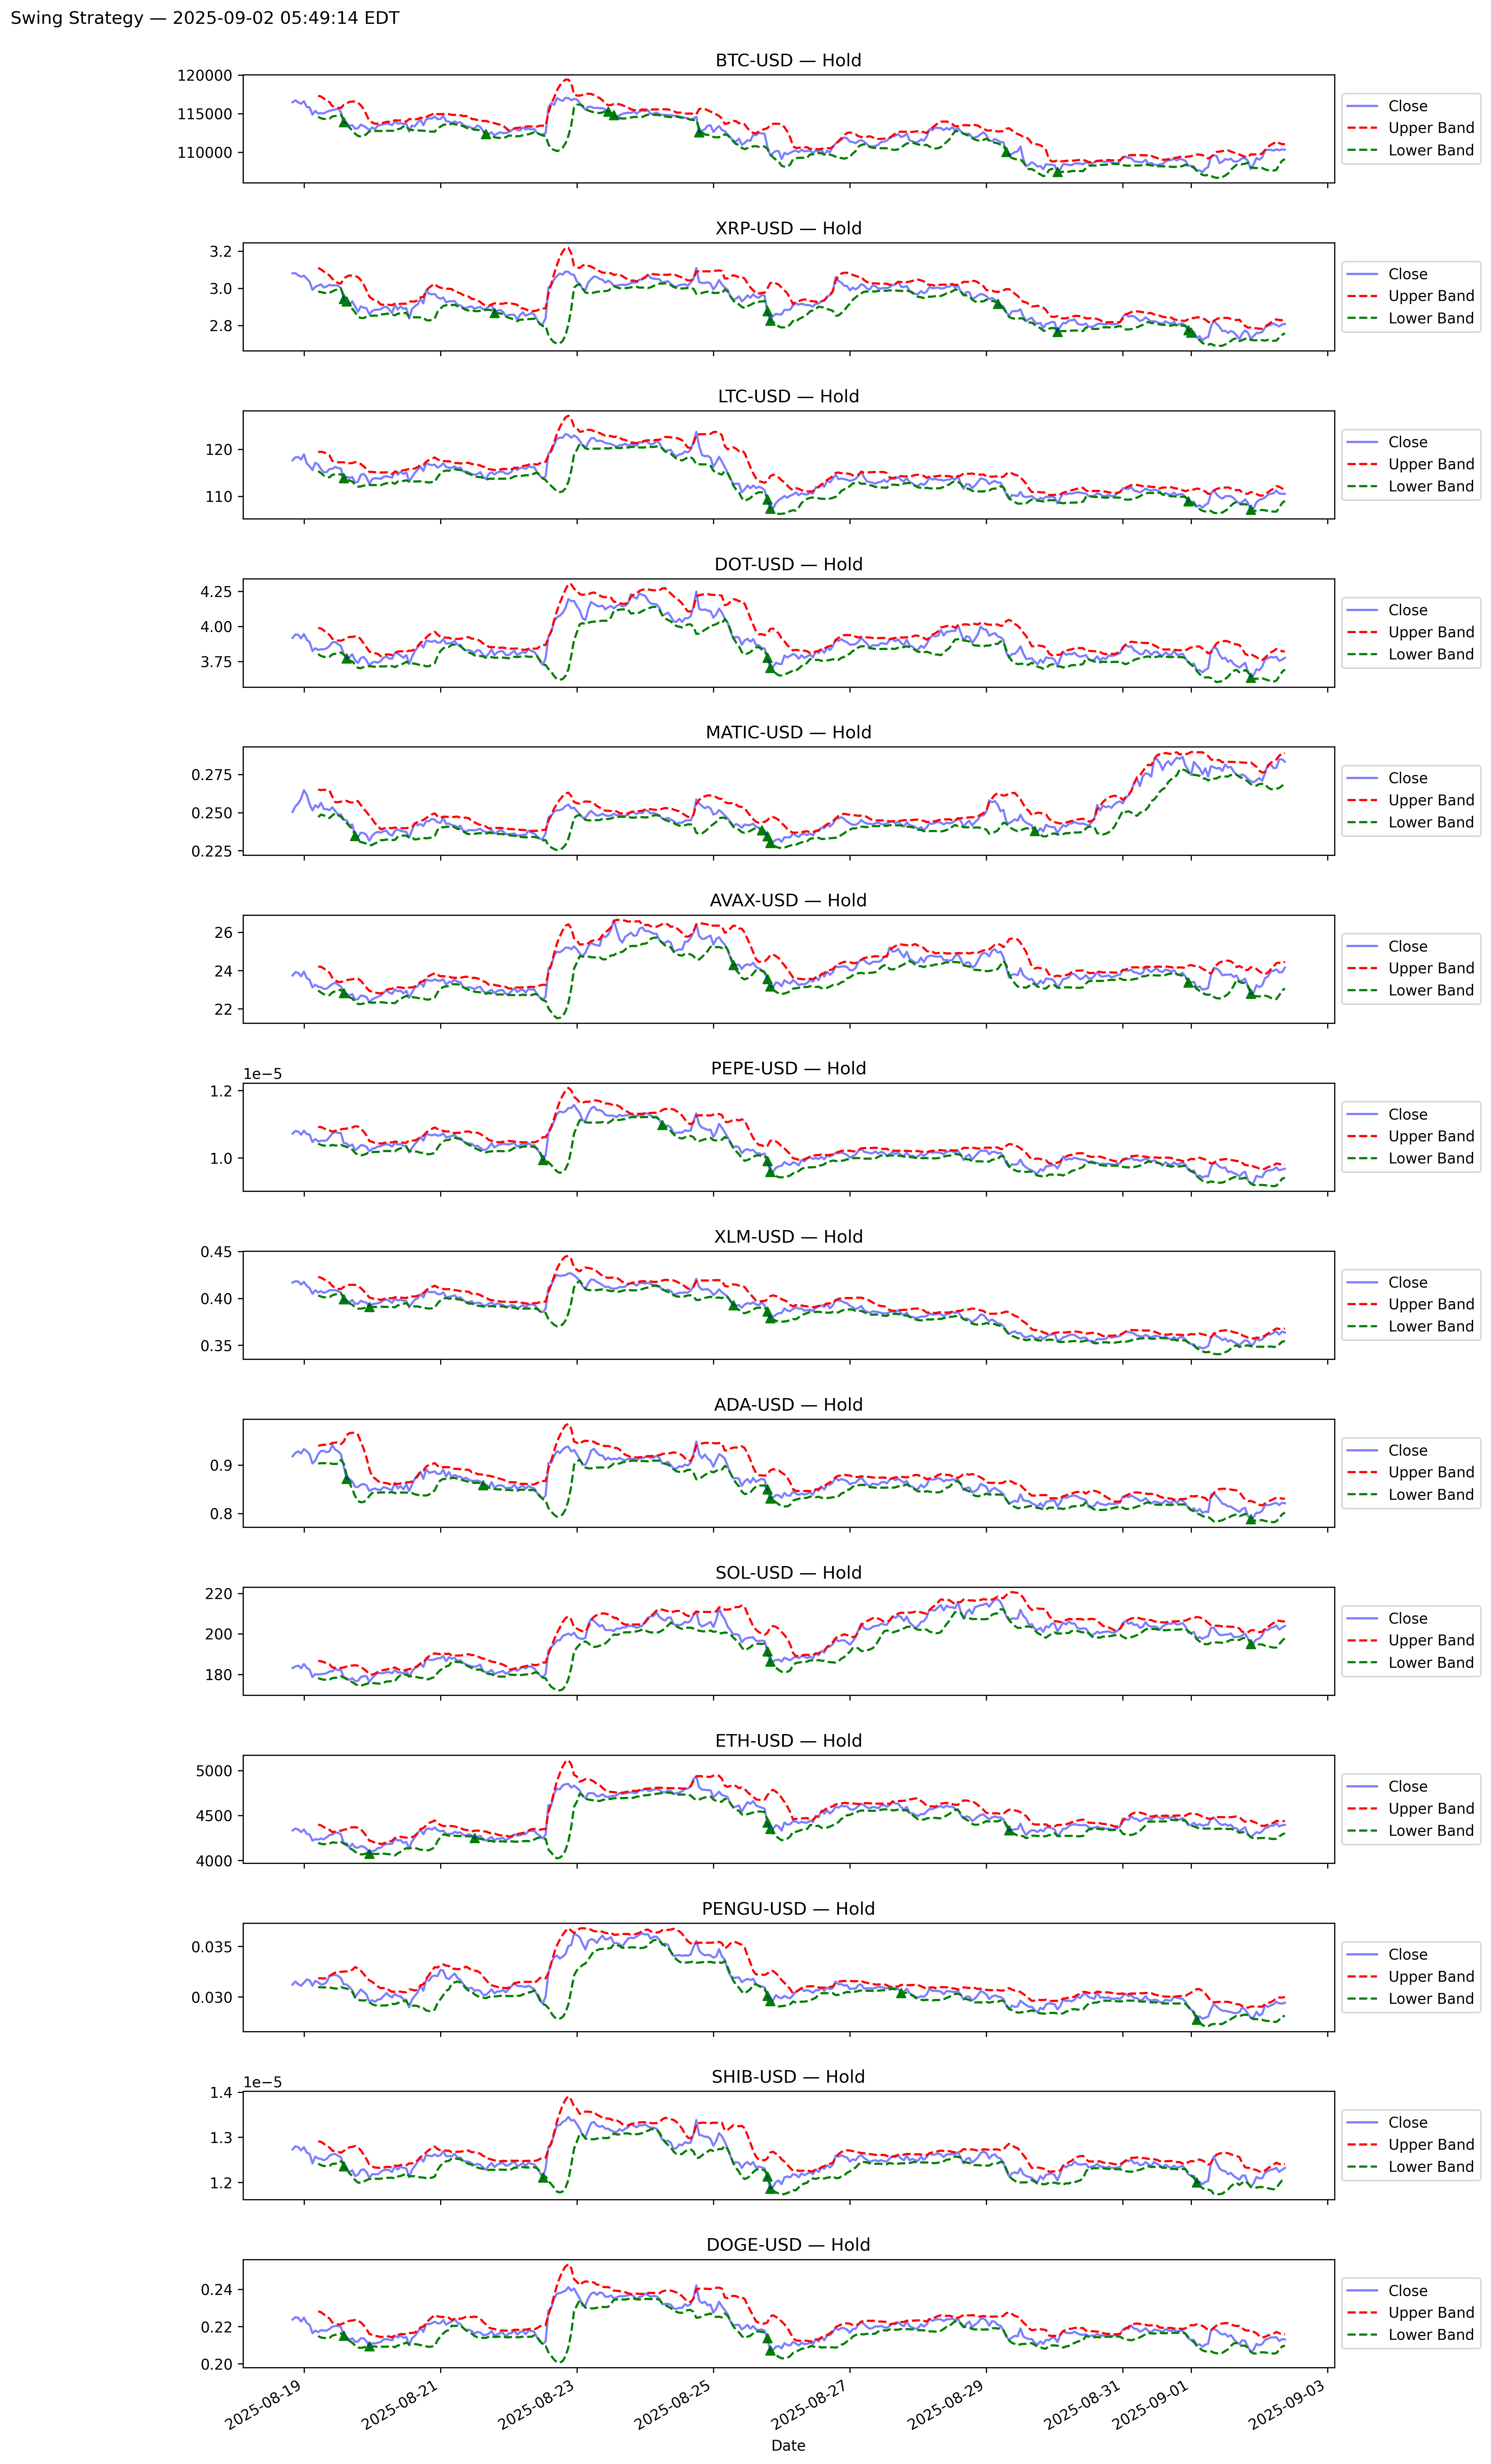 Swing Strategy — 2025-09-02 05:49:14 EDT
BTC-USD — Hold
120000
115000
110000
Close
Upper Band
Lower Band
XRP-USD — Hold
3.2
3.0
2.8
Close
Upper Band
Lower Band
LTC-USD — Hold
120
110
Close
Upper Band
Lower Band
DOT-USD — Hold
4.25
4.00
3.75
Close
Upper Band
Lower Band
MATIC-USD — Hold
0.275
0.250
0.225
Close
Upper Band
Lower Band
AVAX-USD — Hold
26
24
22
Close
Upper Band
Lower Band
PEPE-USD — Hold
1e−5
1.2
1.0
Close
Upper Band
Lower Band
XLM-USD — Hold
0.45
0.40
0.35
Close
Upper Band
Lower Band
ADA-USD — Hold
0.9
0.8
Close
Upper Band
Lower Band
SOL-USD — Hold
220
200
180
Close
Upper Band
Lower Band
ETH-USD — Hold
5000
4500
4000
Close
Upper Band
Lower Band
PENGU-USD — Hold
0.035
0.030
Close
Upper Band
Lower Band
SHIB-USD — Hold
1e−5
1.4
1.3
1.2
Close
Upper Band
Lower Band
DOGE-USD — Hold
0.24
0.22
0.20
Close
Upper Band
Lower Band
2025-08-19
2025-08-21
2025-08-23
2025-08-25
2025-08-27
2025-08-29
2025-08-31
2025-09-01
2025-09-03
Date